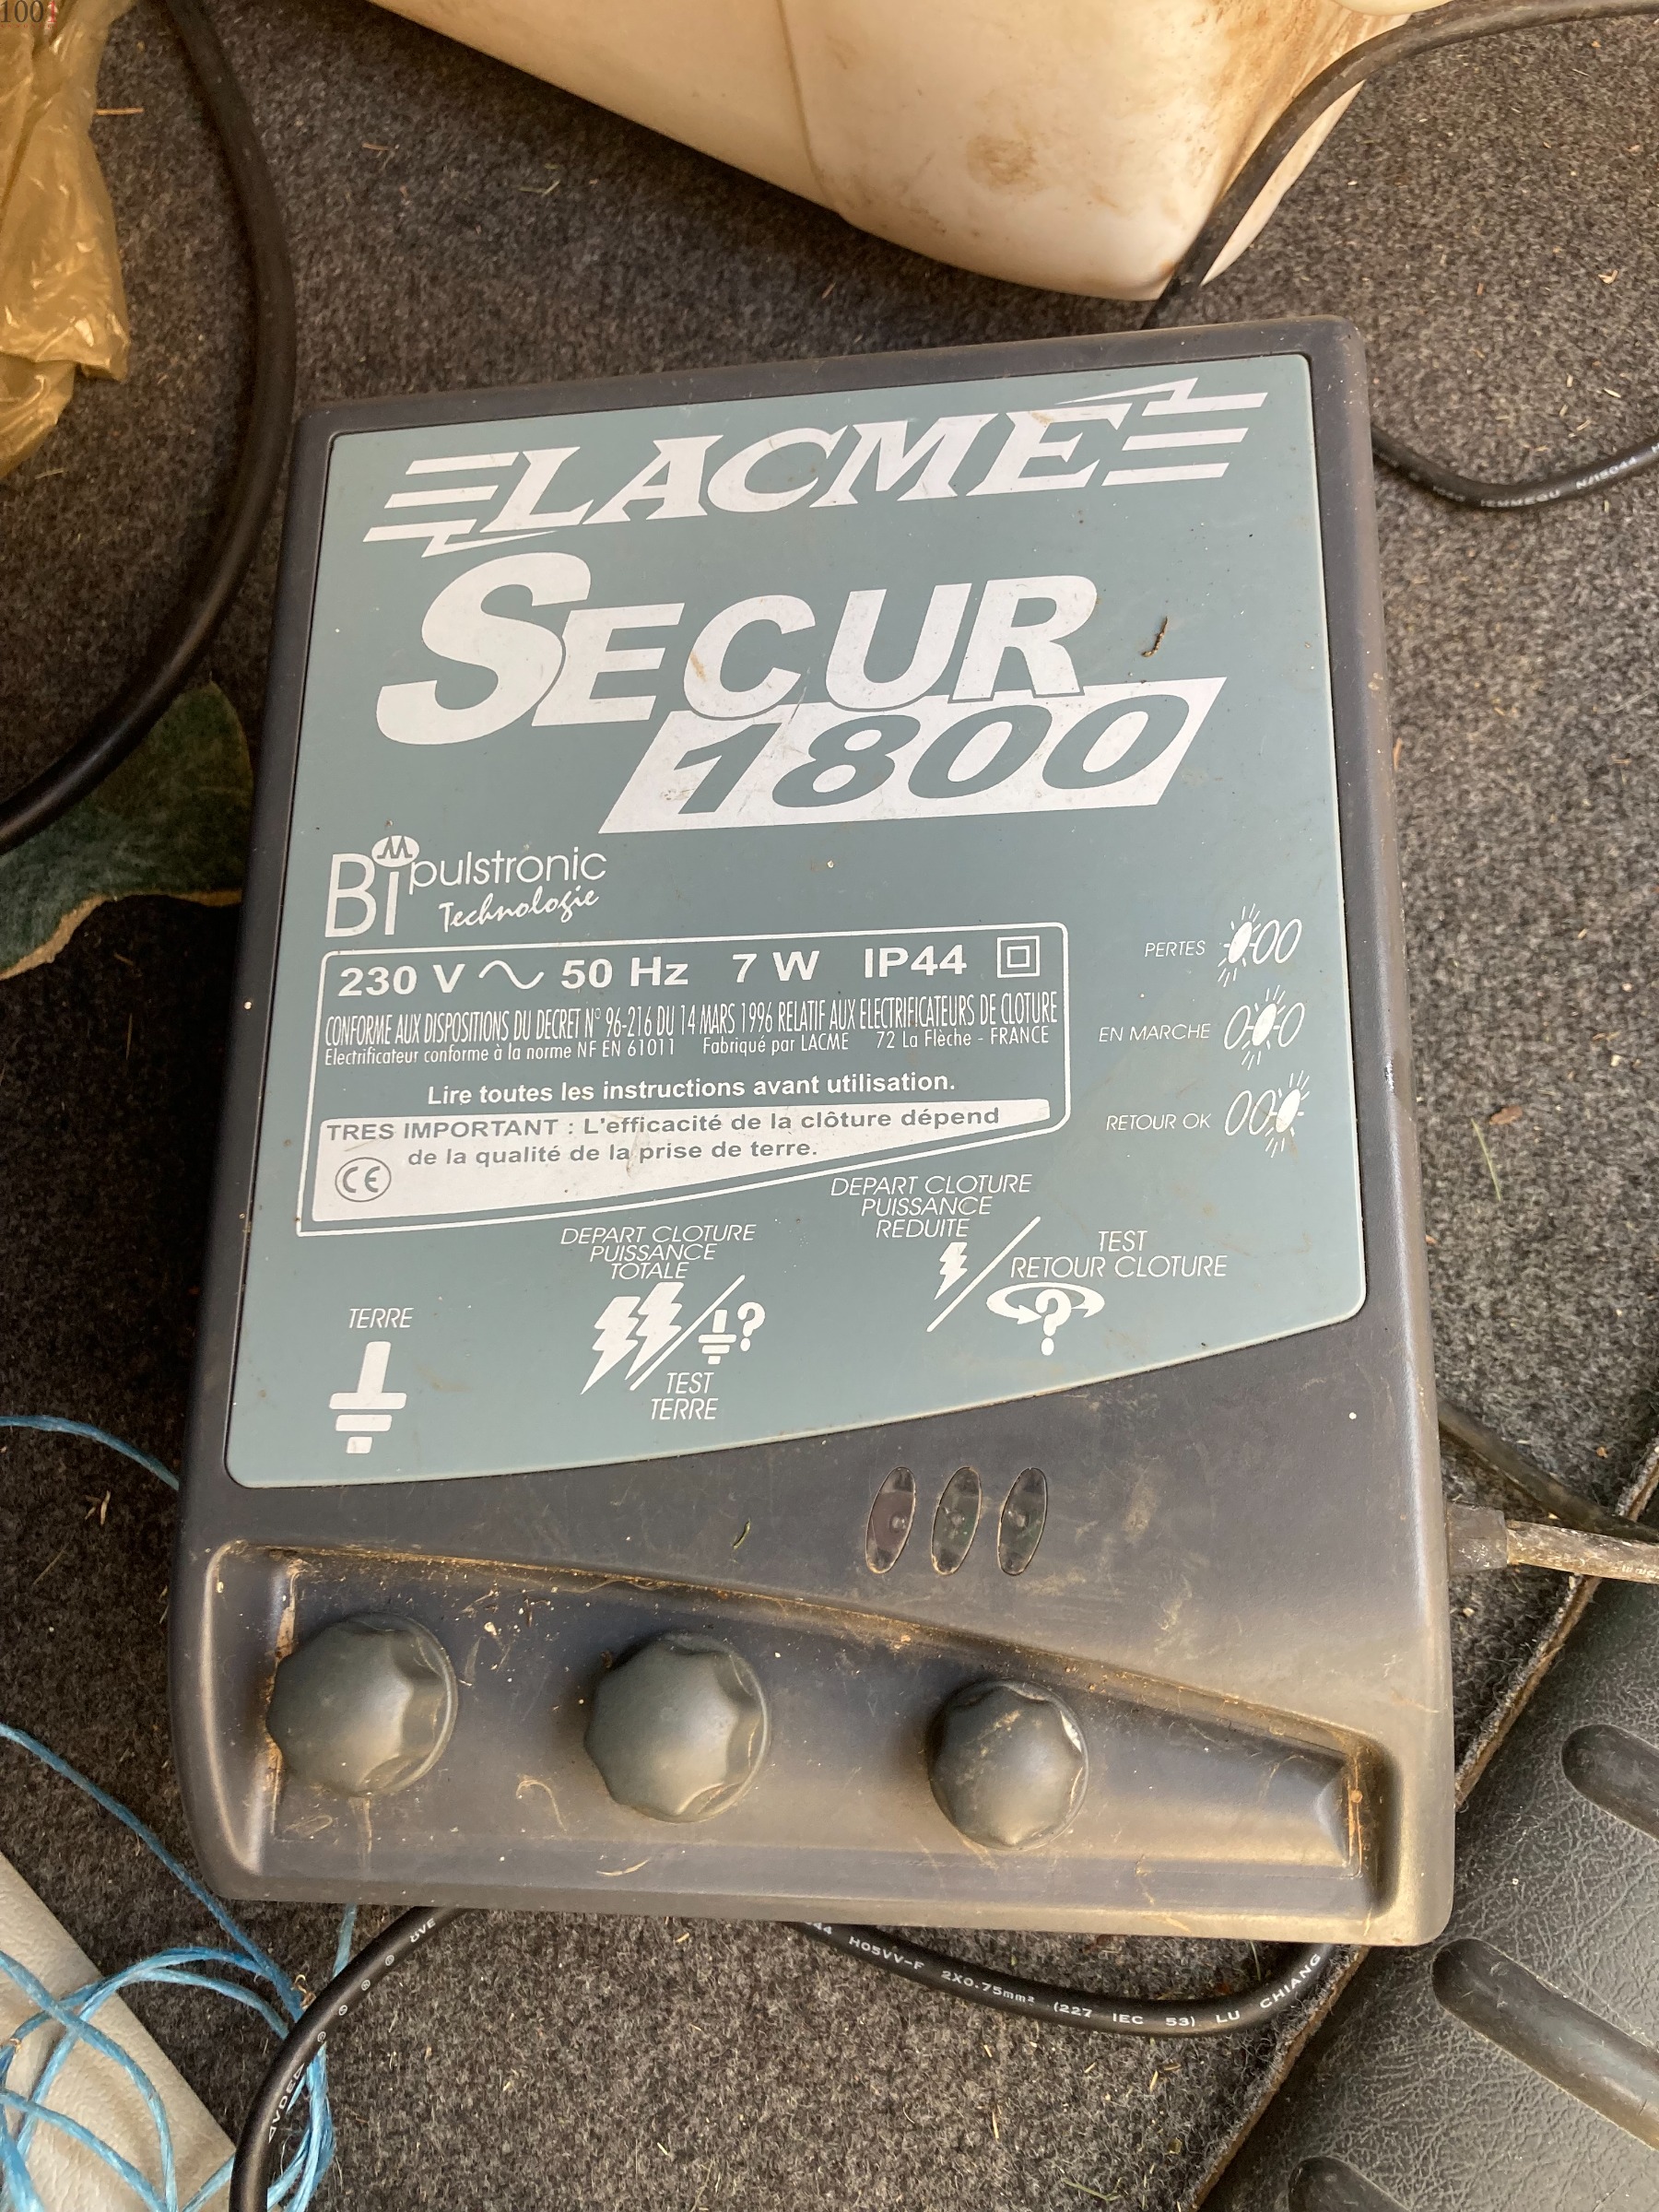 1001
LACME
SECUR
1800
Bipulstronic
Technologie
230 V 50 Hz 7 W IP44
CONFORME AUX DISPOSITIONS DU DECRET N° 96-216 DU 14 MARS 1996 RELATIF AUX ELECTRIFICATEURS DE CLOTURE
Electrificateur conforme à la norme NF EN 61011 Fabriqué par LACME 72 La Flèche - FRANCE
Lire toutes les instructions avant utilisation.
TRES IMPORTANT : L'efficacité de la clôture dépend
de la qualité de la prise de terre.
CE
PERTES
EN MARCHE
RETOUR OK
TERRE
DEPART CLOTURE
PUISSANCE
TOTALE
TEST
TERRE
DEPART CLOTURE
PUISSANCE
REDUITE
TEST
RETOUR CLOTURE
H05VV-F 2X0.75mm² (227 IEC 53) LU CHIANG